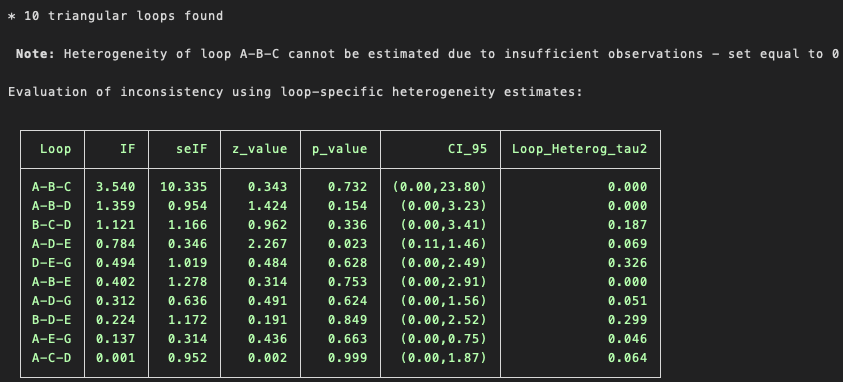 * 10 triangular loops found
Note: Heterogeneity of loop A-B-C cannot be estimated due to insufficient observations - set equal to 0
Evaluation of inconsistency using loop-specific heterogeneity estimates:
Loop IF seIF z_value p_value CI_95 Loop_Heterog_tau2
A-B-C 3.540 10.335 0.343 0.732 (0.00,23.80) 0.000
A-B-D 1.359 0.954 1.424 0.154 (0.00,3.23) 0.000
B-C-D 1.121 1.166 0.962 0.336 (0.00,3.41) 0.187
A-D-E 0.784 0.346 2.267 0.023 (0.11,1.46) 0.069
D-E-G 0.494 1.019 0.484 0.628 (0.00,2.49) 0.326
A-B-E 0.402 1.278 0.314 0.753 (0.00,2.91) 0.000
A-D-G 0.312 0.636 0.491 0.624 (0.00,1.56) 0.051
B-D-E 0.224 1.172 0.191 0.849 (0.00,2.52) 0.299
A-E-G 0.137 0.314 0.436 0.663 (0.00,0.75) 0.046
A-C-D 0.001 0.952 0.002 0.999 (0.00,1.87) 0.064